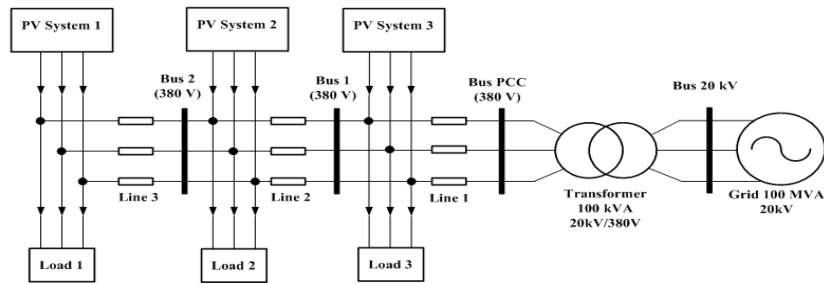 PV System 1
PV System 2
PV System 3
Bus 2
(380 V)
Bus 1
(380 V)
Bus PCC
(380 V)
Bus 20 kV
Line 3
Line 2
Line 1
Transformer
100 kVA
20kV/380V
Grid 100 MVA
20kV
Load 1
Load 2
Load 3